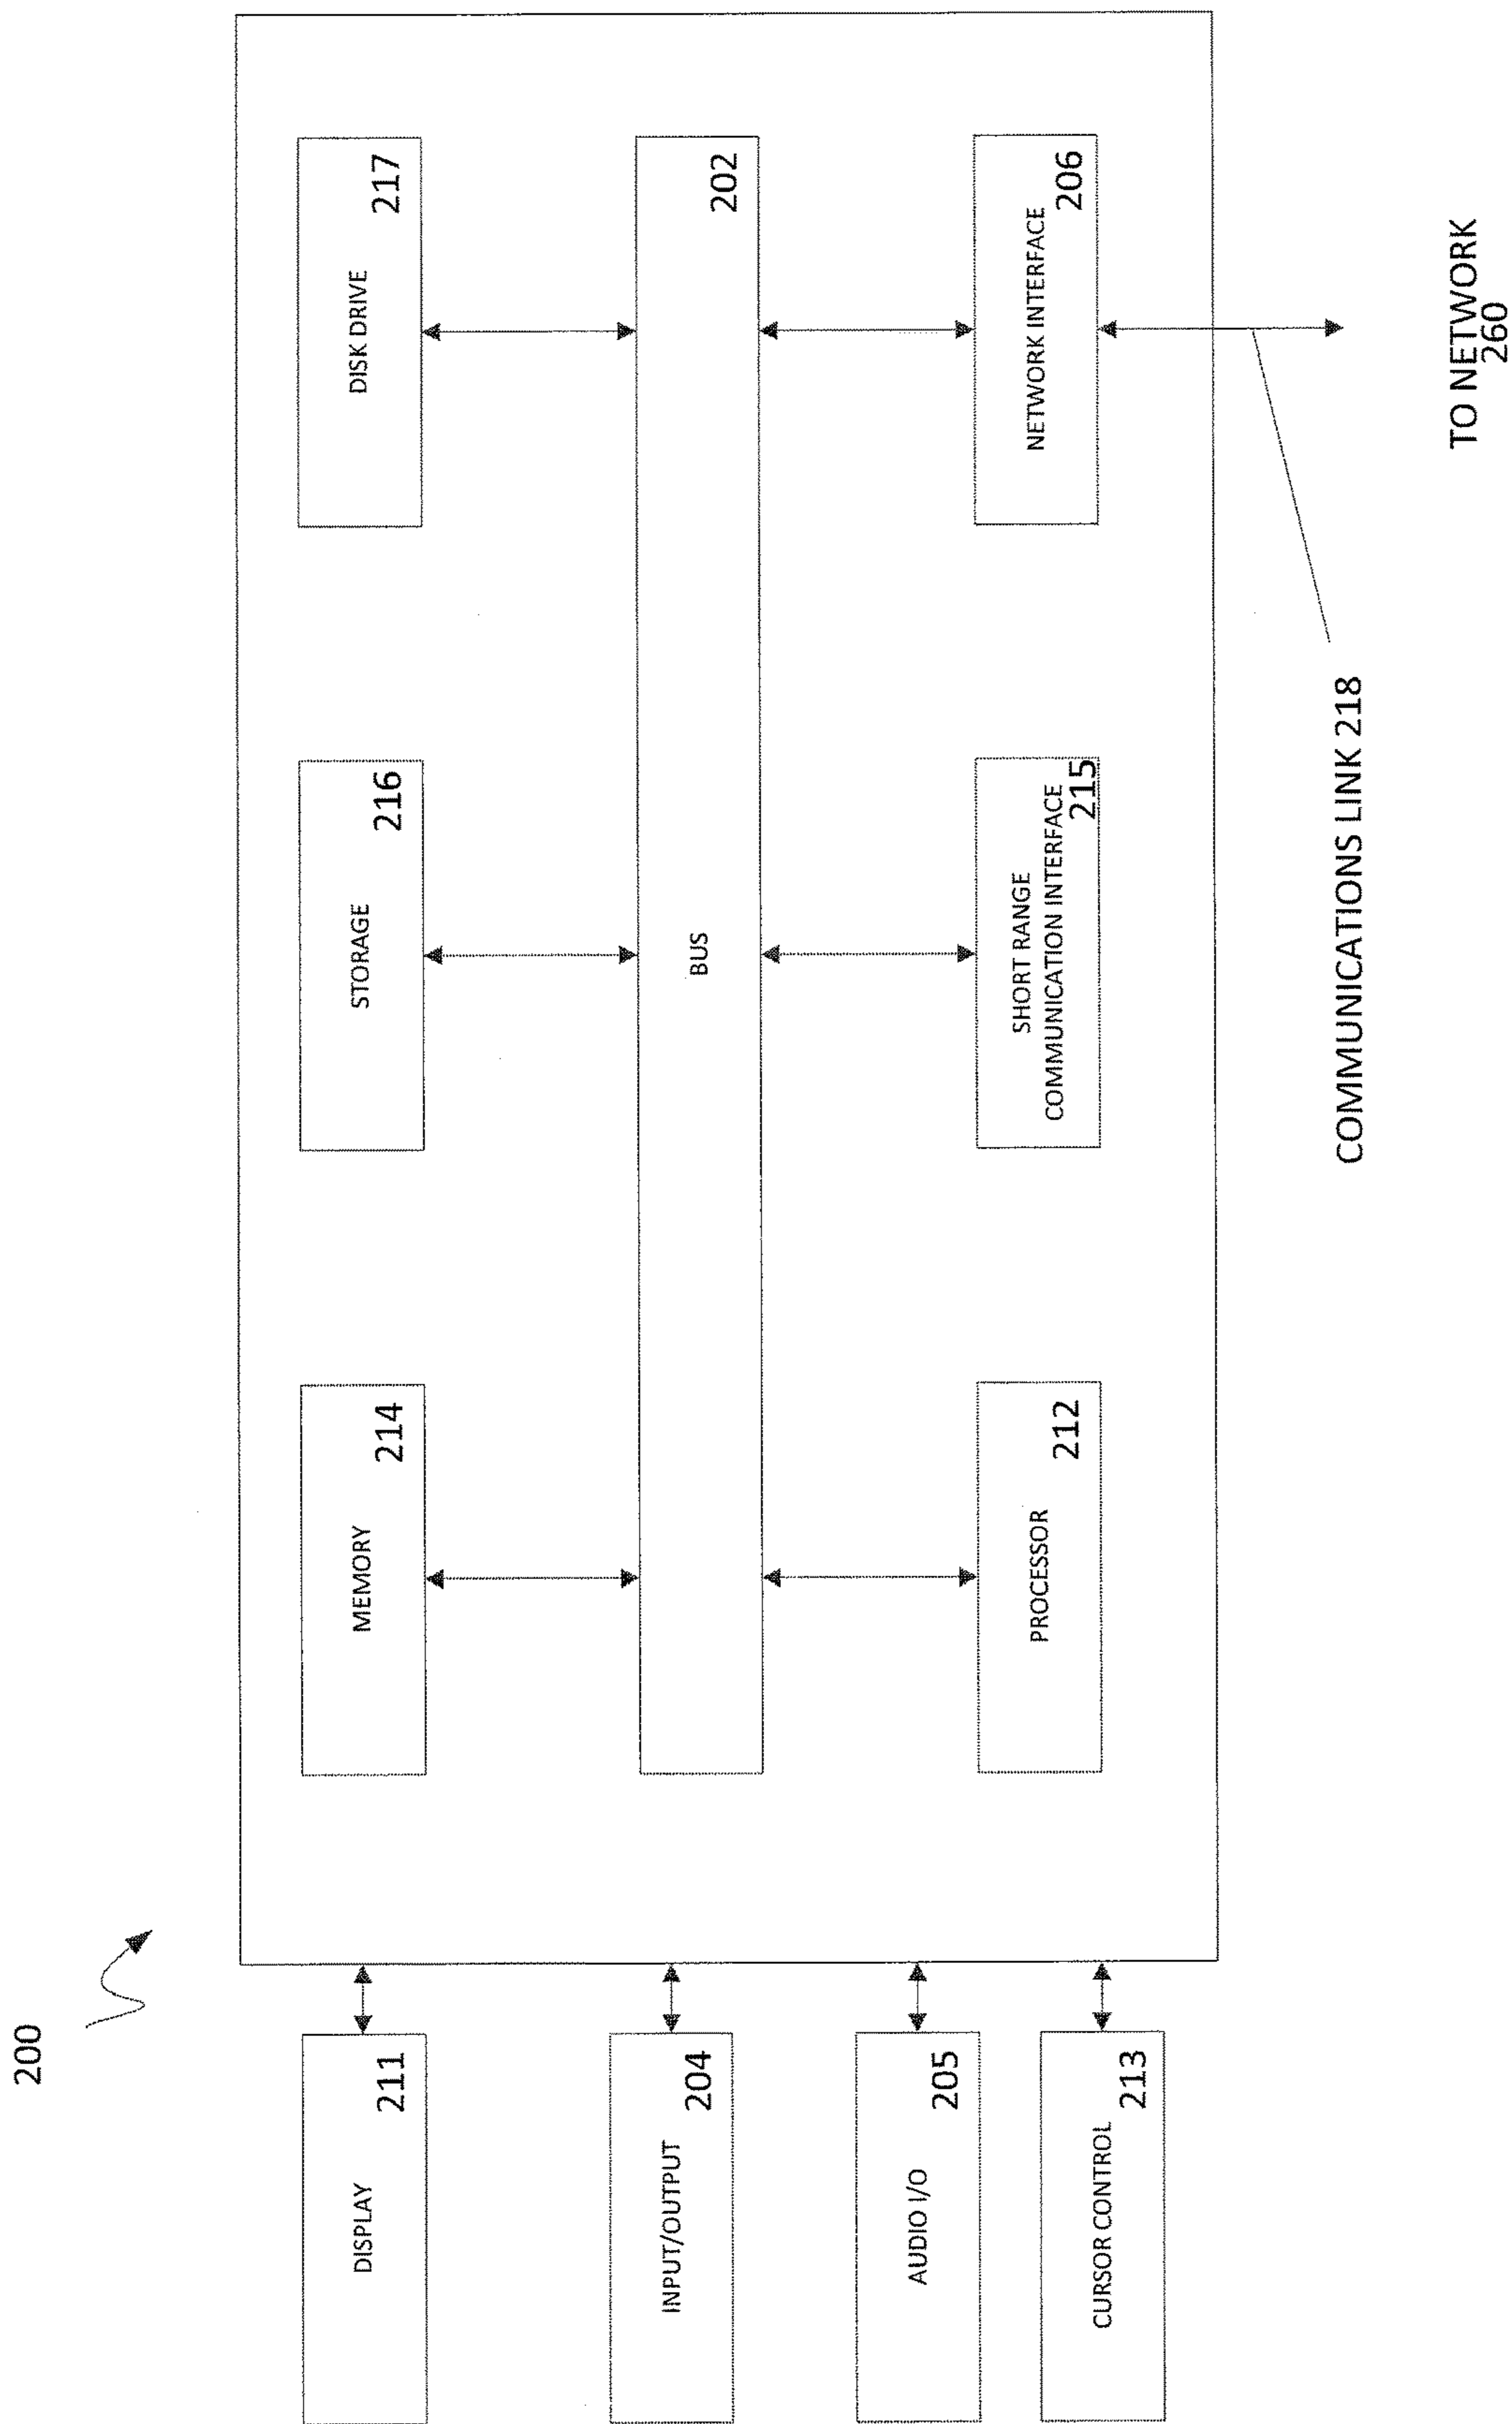 200
DISPLAY
211
INPUT/OUTPUT
204
AUDIO I/O
205
CURSOR CONTROL
213
MEMORY
214
STORAGE
216
DISK DRIVE
217
BUS
202
PROCESSOR
212
SHORT RANGE
COMMUNICATION INTERFACE
215
NETWORK INTERFACE
206
COMMUNICATIONS LINK 218
TO NETWORK
260